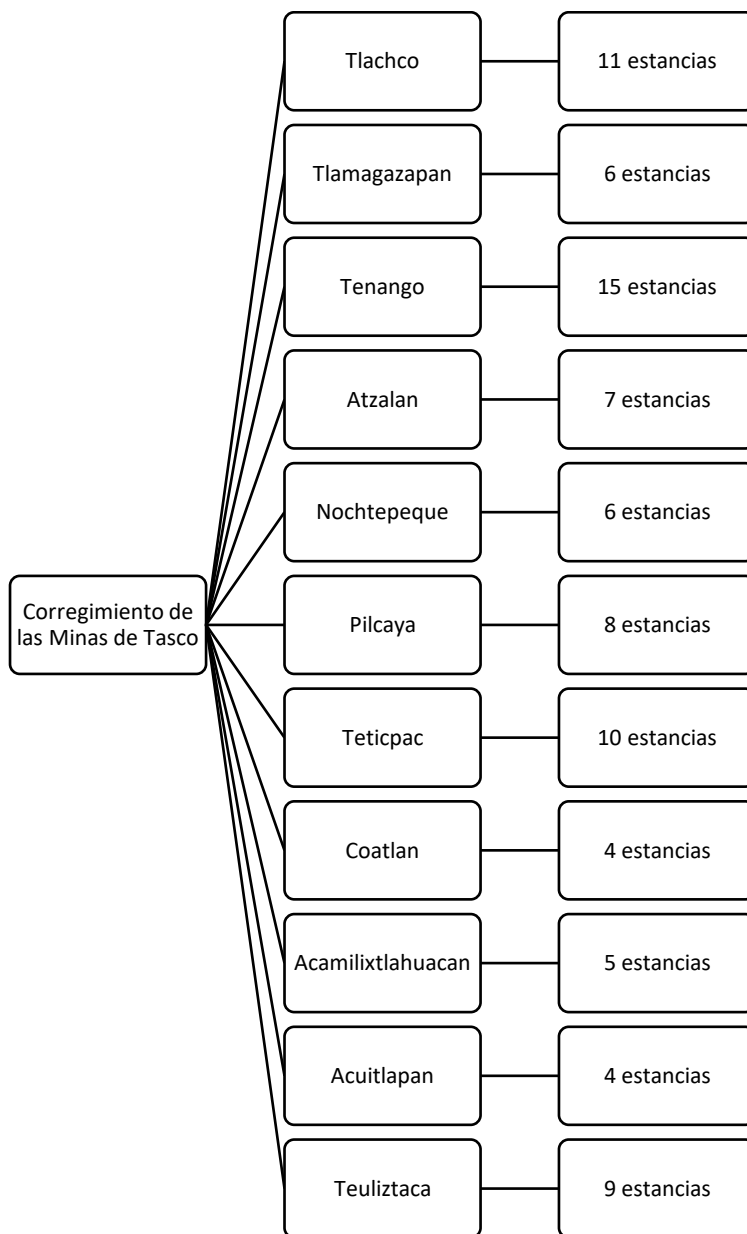 Tlachco
11 estancias
Tlamagazapan
6 estancias
Tenango
15 estancias
Atzalan
7 estancias
Nochtepeque
6 estancias
Corregimiento de
las Minas de Tasco
Pilcaya
8 estancias
Teticpac
10 estancias
Coatlan
4 estancias
Acamilixtlahuacan
5 estancias
Acuitlapan
4 estancias
Teuliztaca
9 estancias